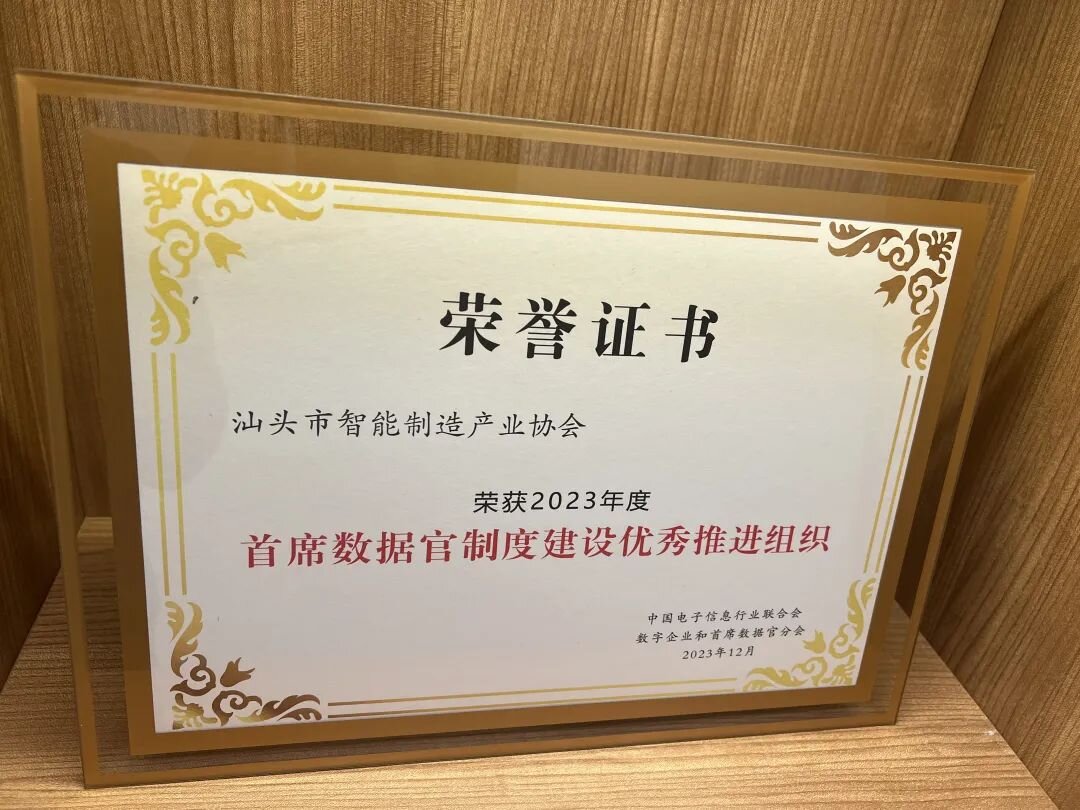 荣誉证书
汕头市智能制造产业协会
荣获2023年度
首席数据官制度建设优秀推进组织
中国电子信息行业联合会
数字企业和首席数据官分会
2023年12月